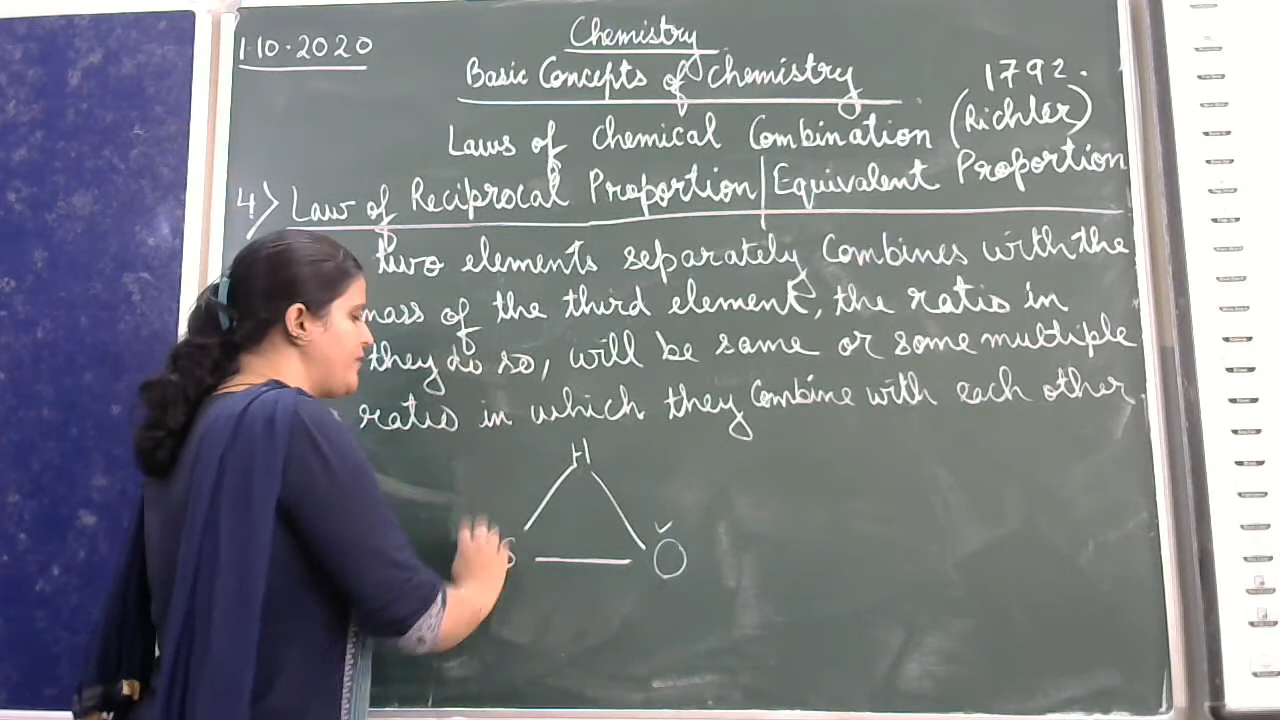 1.10.2020
Chemistry
Basic Concepts of Chemistry
1792.
Laws of Chemical Combination (Richler)
4> Law of Reciprocal Proportion | Equivalent Proportion
two elements separately combines with the
mass of the third element, the ratio in
they do so, will be same or some multiple
ratio in which they combine with each other.
H
O